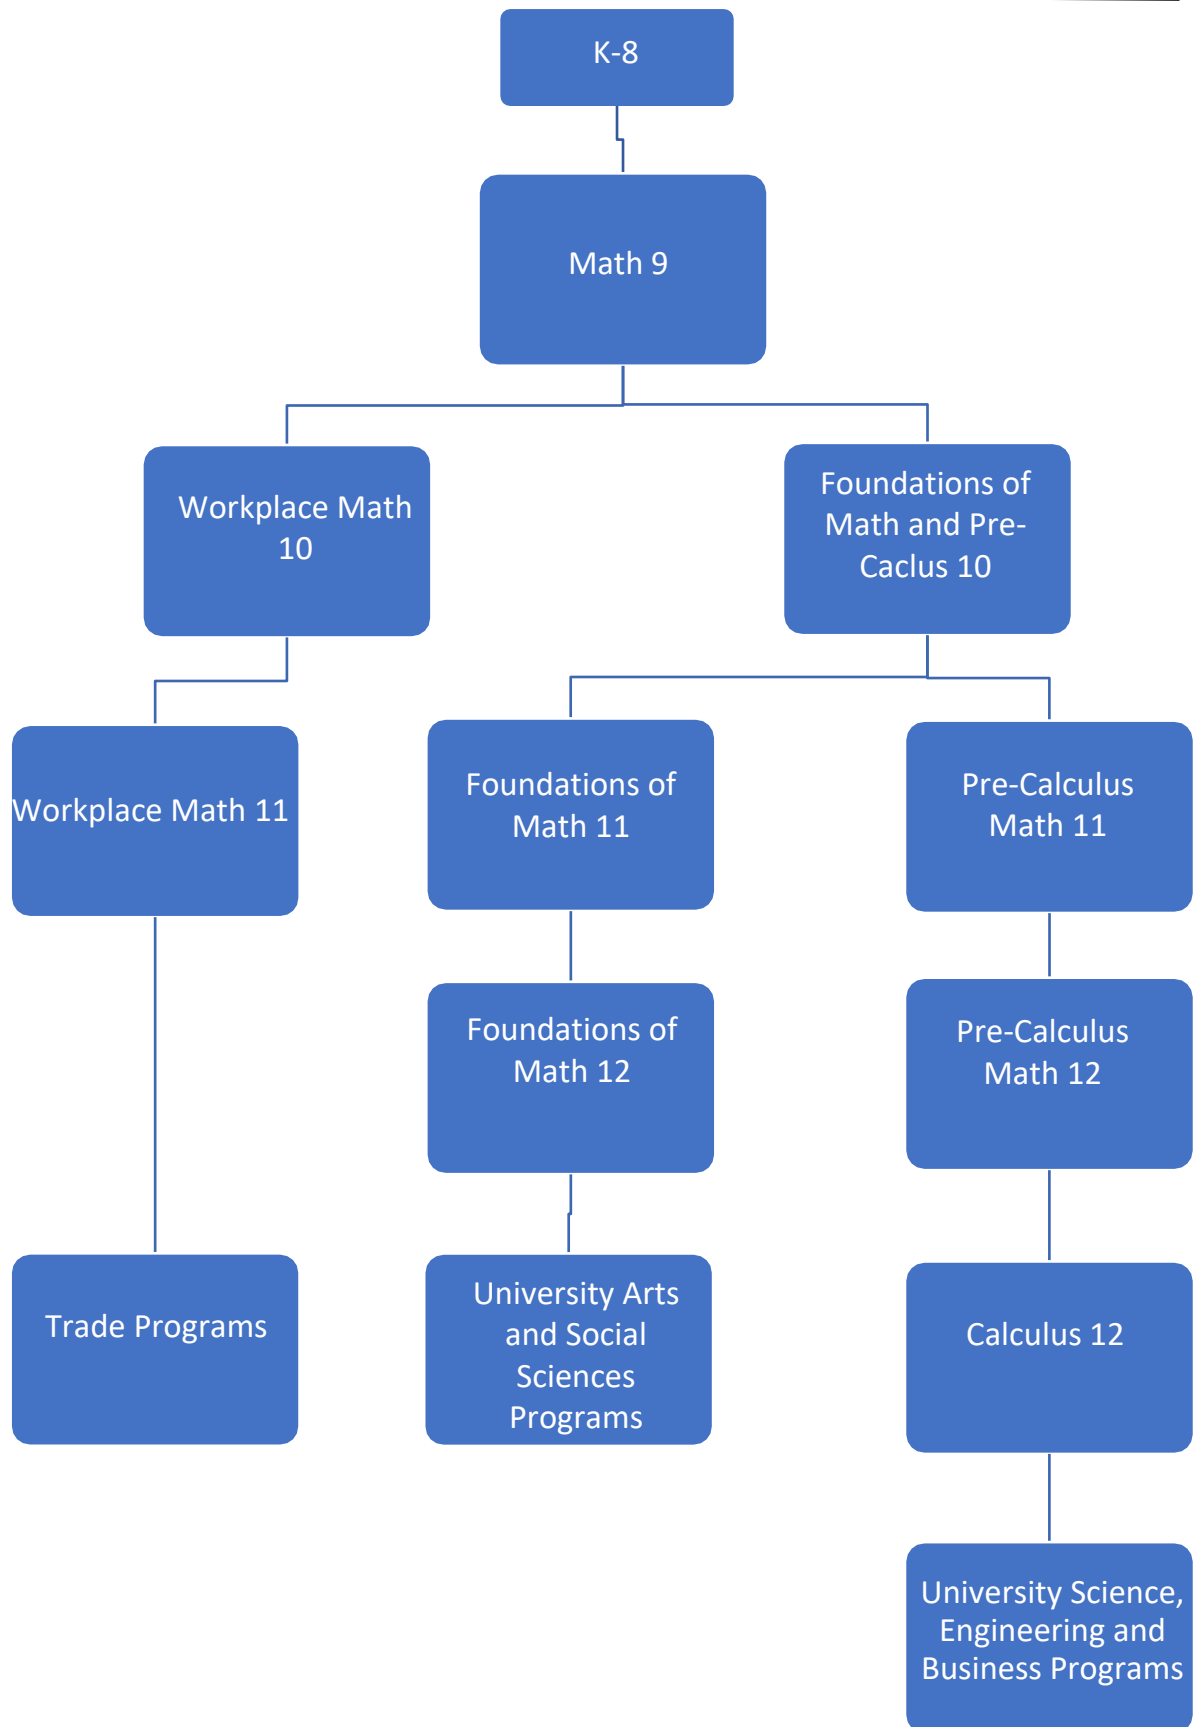 K-8
Math 9
Workplace Math
10
Foundations of
Math and Pre-
Caclus 10
Workplace Math 11
Foundations of
Math 11
Pre-Calculus
Math 11
Foundations of
Math 12
Pre-Calculus
Math 12
Trade Programs
University Arts
and Social
Sciences
Programs
Calculus 12
University Science,
Engineering and
Business Programs